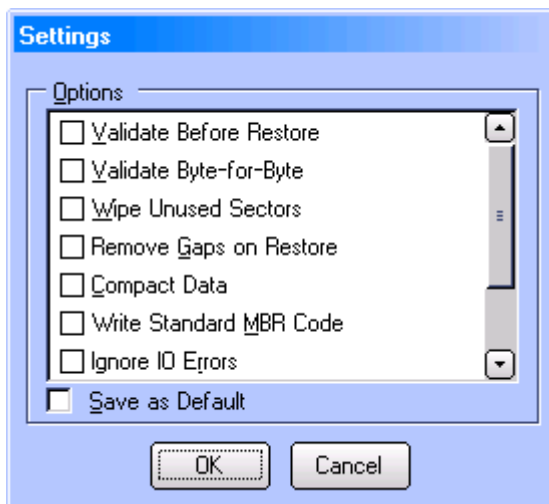 Settings
Options
Validate Before Restore
Validate Byte-for-Byte
Wipe Unused Sectors
Remove Gaps on Restore
Compact Data
Write Standard MBR Code
Ignore IO Errors
Save as Default
OK Cancel